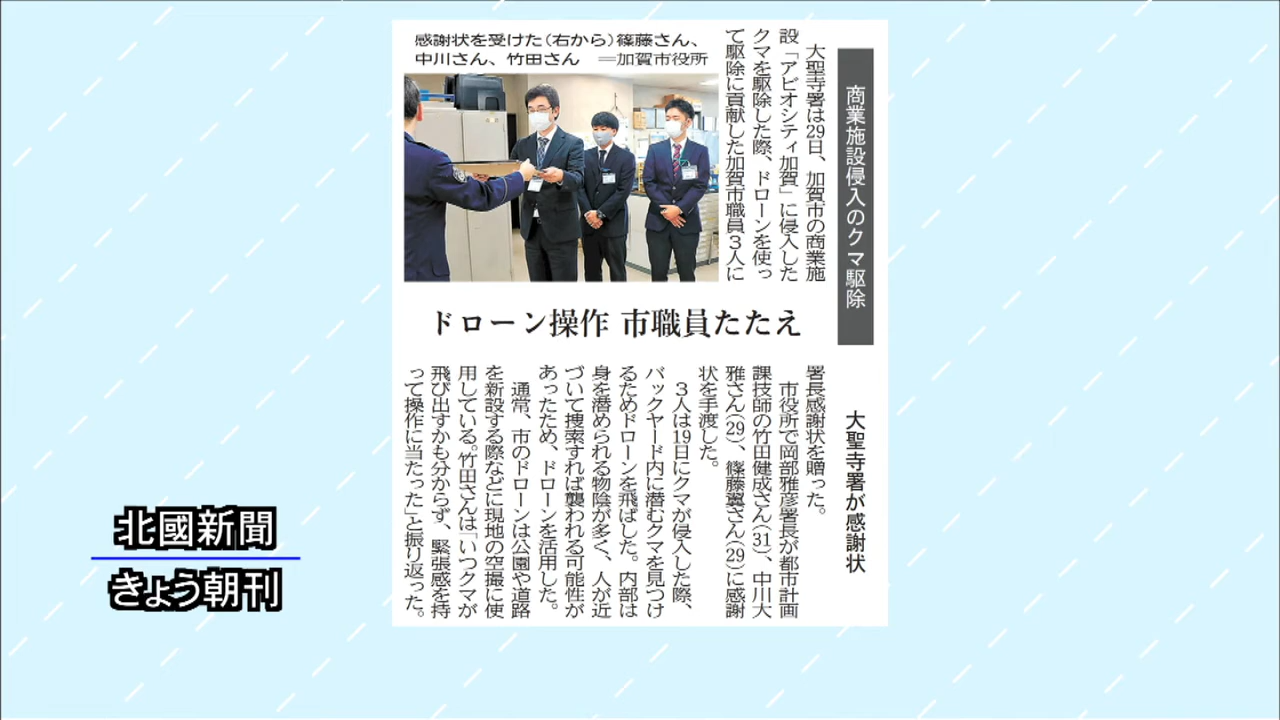 商業施設侵入のクマ駆除
ドローン操作 市職員たたえ
大聖寺署が感謝状
感謝状を受けた(右から)篠藤さん、
中川さん、竹田さん　＝加賀市役所
大聖寺署は29日、加賀市の商業施
設「アビオシティ加賀」に侵入した
クマを駆除した際、ドローンを使っ
て駆除に貢献した加賀市職員３人に
署長感謝状を贈った。
市役所で岡部雅彦署長が都市計画
課技師の竹田健成さん(31)、中川大
雅さん(29)、篠藤翼さん(29)に感謝
状を手渡した。
３人は19日にクマが侵入した際、
バックヤード内に潜むクマを見つけ
るためドローンを飛ばした。内部は
身を潜められる物陰が多く、人が近
づいて捜索すれば襲われる可能性が
あったため、ドローンを活用した。
通常、市のドローンは公園や道路
を新設する際などに現地の空撮に使
用している。竹田さんは「いつクマが
飛び出すかも分からず、緊張感を持
って操作に当たった」と振り返った。
北國新聞
きょう朝刊